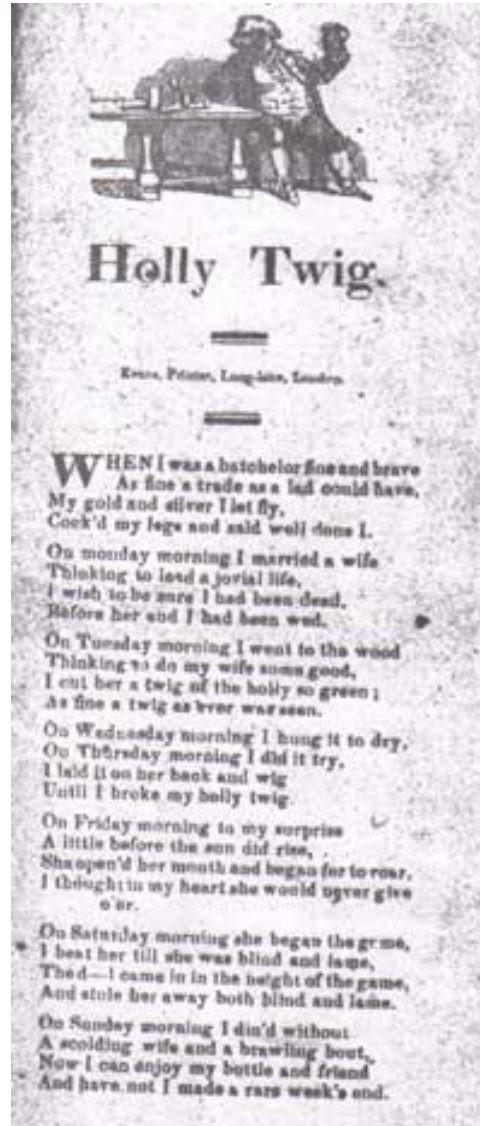 Holly Twig.
Evans, Printer, Long-lane, London.
WHEN I was a batchelor fine and brave
As fine a trade as a lad could have,
My gold and silver I let fly,
Cock'd my legs and said well done I.
On monday morning I married a wife
Thinking to lead a jovial life,
I wish to be sure I had been dead,
Before her and I had been wed.
On Tuesday morning I went to the wood
Thinking to do my wife some good,
I cut her a twig of the holly so green;
As fine a twig as ever was seen.
On Wednesday morning I hung it to dry,
On Thursday morning I did it try,
I laid it on her back and wig
Until I broke my holly twig.
On Friday morning to my surprise
A little before the sun did rise,
She open'd her mouth and began for to roar,
I thought in my heart she would never give
o'er.
On Saturday morning she began the game,
I beat her till she was blind and lame,
The d—l came in in the height of the game,
And stole her away both blind and lame.
On Sunday morning I din'd without
A scolding wife and a brawling bout,
Now I can enjoy my bottle and friend
And have not I made a rare week's end.